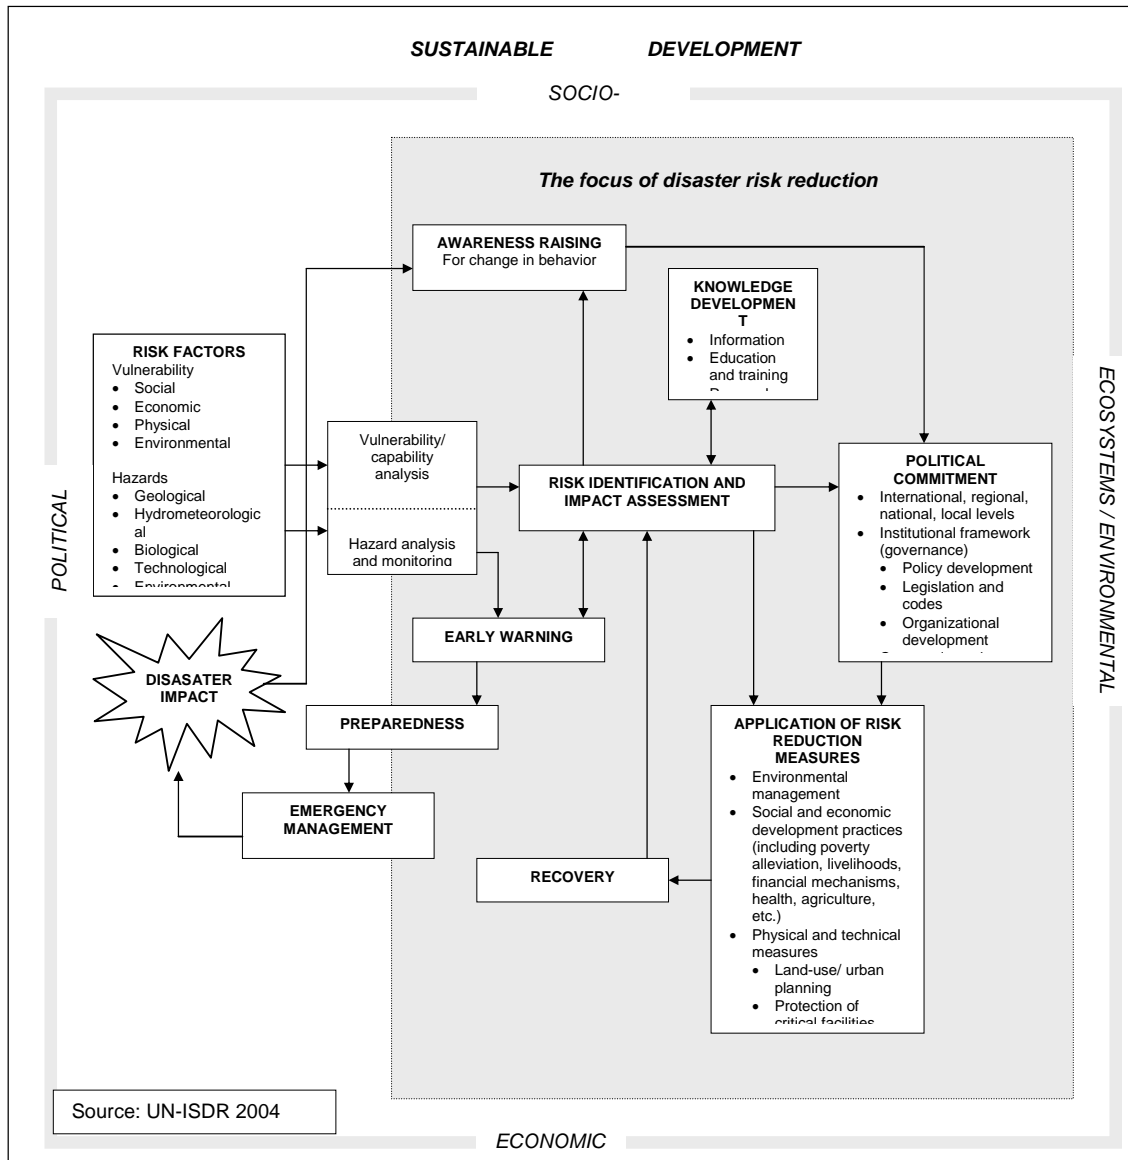 SUSTAINABLE DEVELOPMENT
SOCIO-
The focus of disaster risk reduction
AWARENESS RAISING
For change in behavior
KNOWLEDGE
DEVELOPMEN
T
• Information
• Education
and training
RISK FACTORS
Vulnerability
• Social
• Economic
• Physical
• Environmental
Hazards
• Geological
• Hydrometeorologic
al
• Biological
• Technological
• Environmental
Vulnerability/
capability
analysis
Hazard analysis
and monitoring
RISK IDENTIFICATION AND
IMPACT ASSESSMENT
POLITICAL
COMMITMENT
• International, regional,
national, local levels
• Institutional framework
(governance)
• Policy development
• Legislation and
codes
• Organizational
development
POLITICAL
ECOSYSTEMS / ENVIRONMENTAL
EARLY WARNING
DISASATER
IMPACT
PREPAREDNESS
EMERGENCY
MANAGEMENT
APPLICATION OF RISK
REDUCTION
MEASURES
• Environmental
management
• Social and economic
development practices
(including poverty
alleviation, livelihoods,
financial mechanisms,
health, agriculture,
etc.)
• Physical and technical
measures
• Land-use/ urban
planning
• Protection of
critical facilities
RECOVERY
Source: UN-ISDR 2004
ECONOMIC